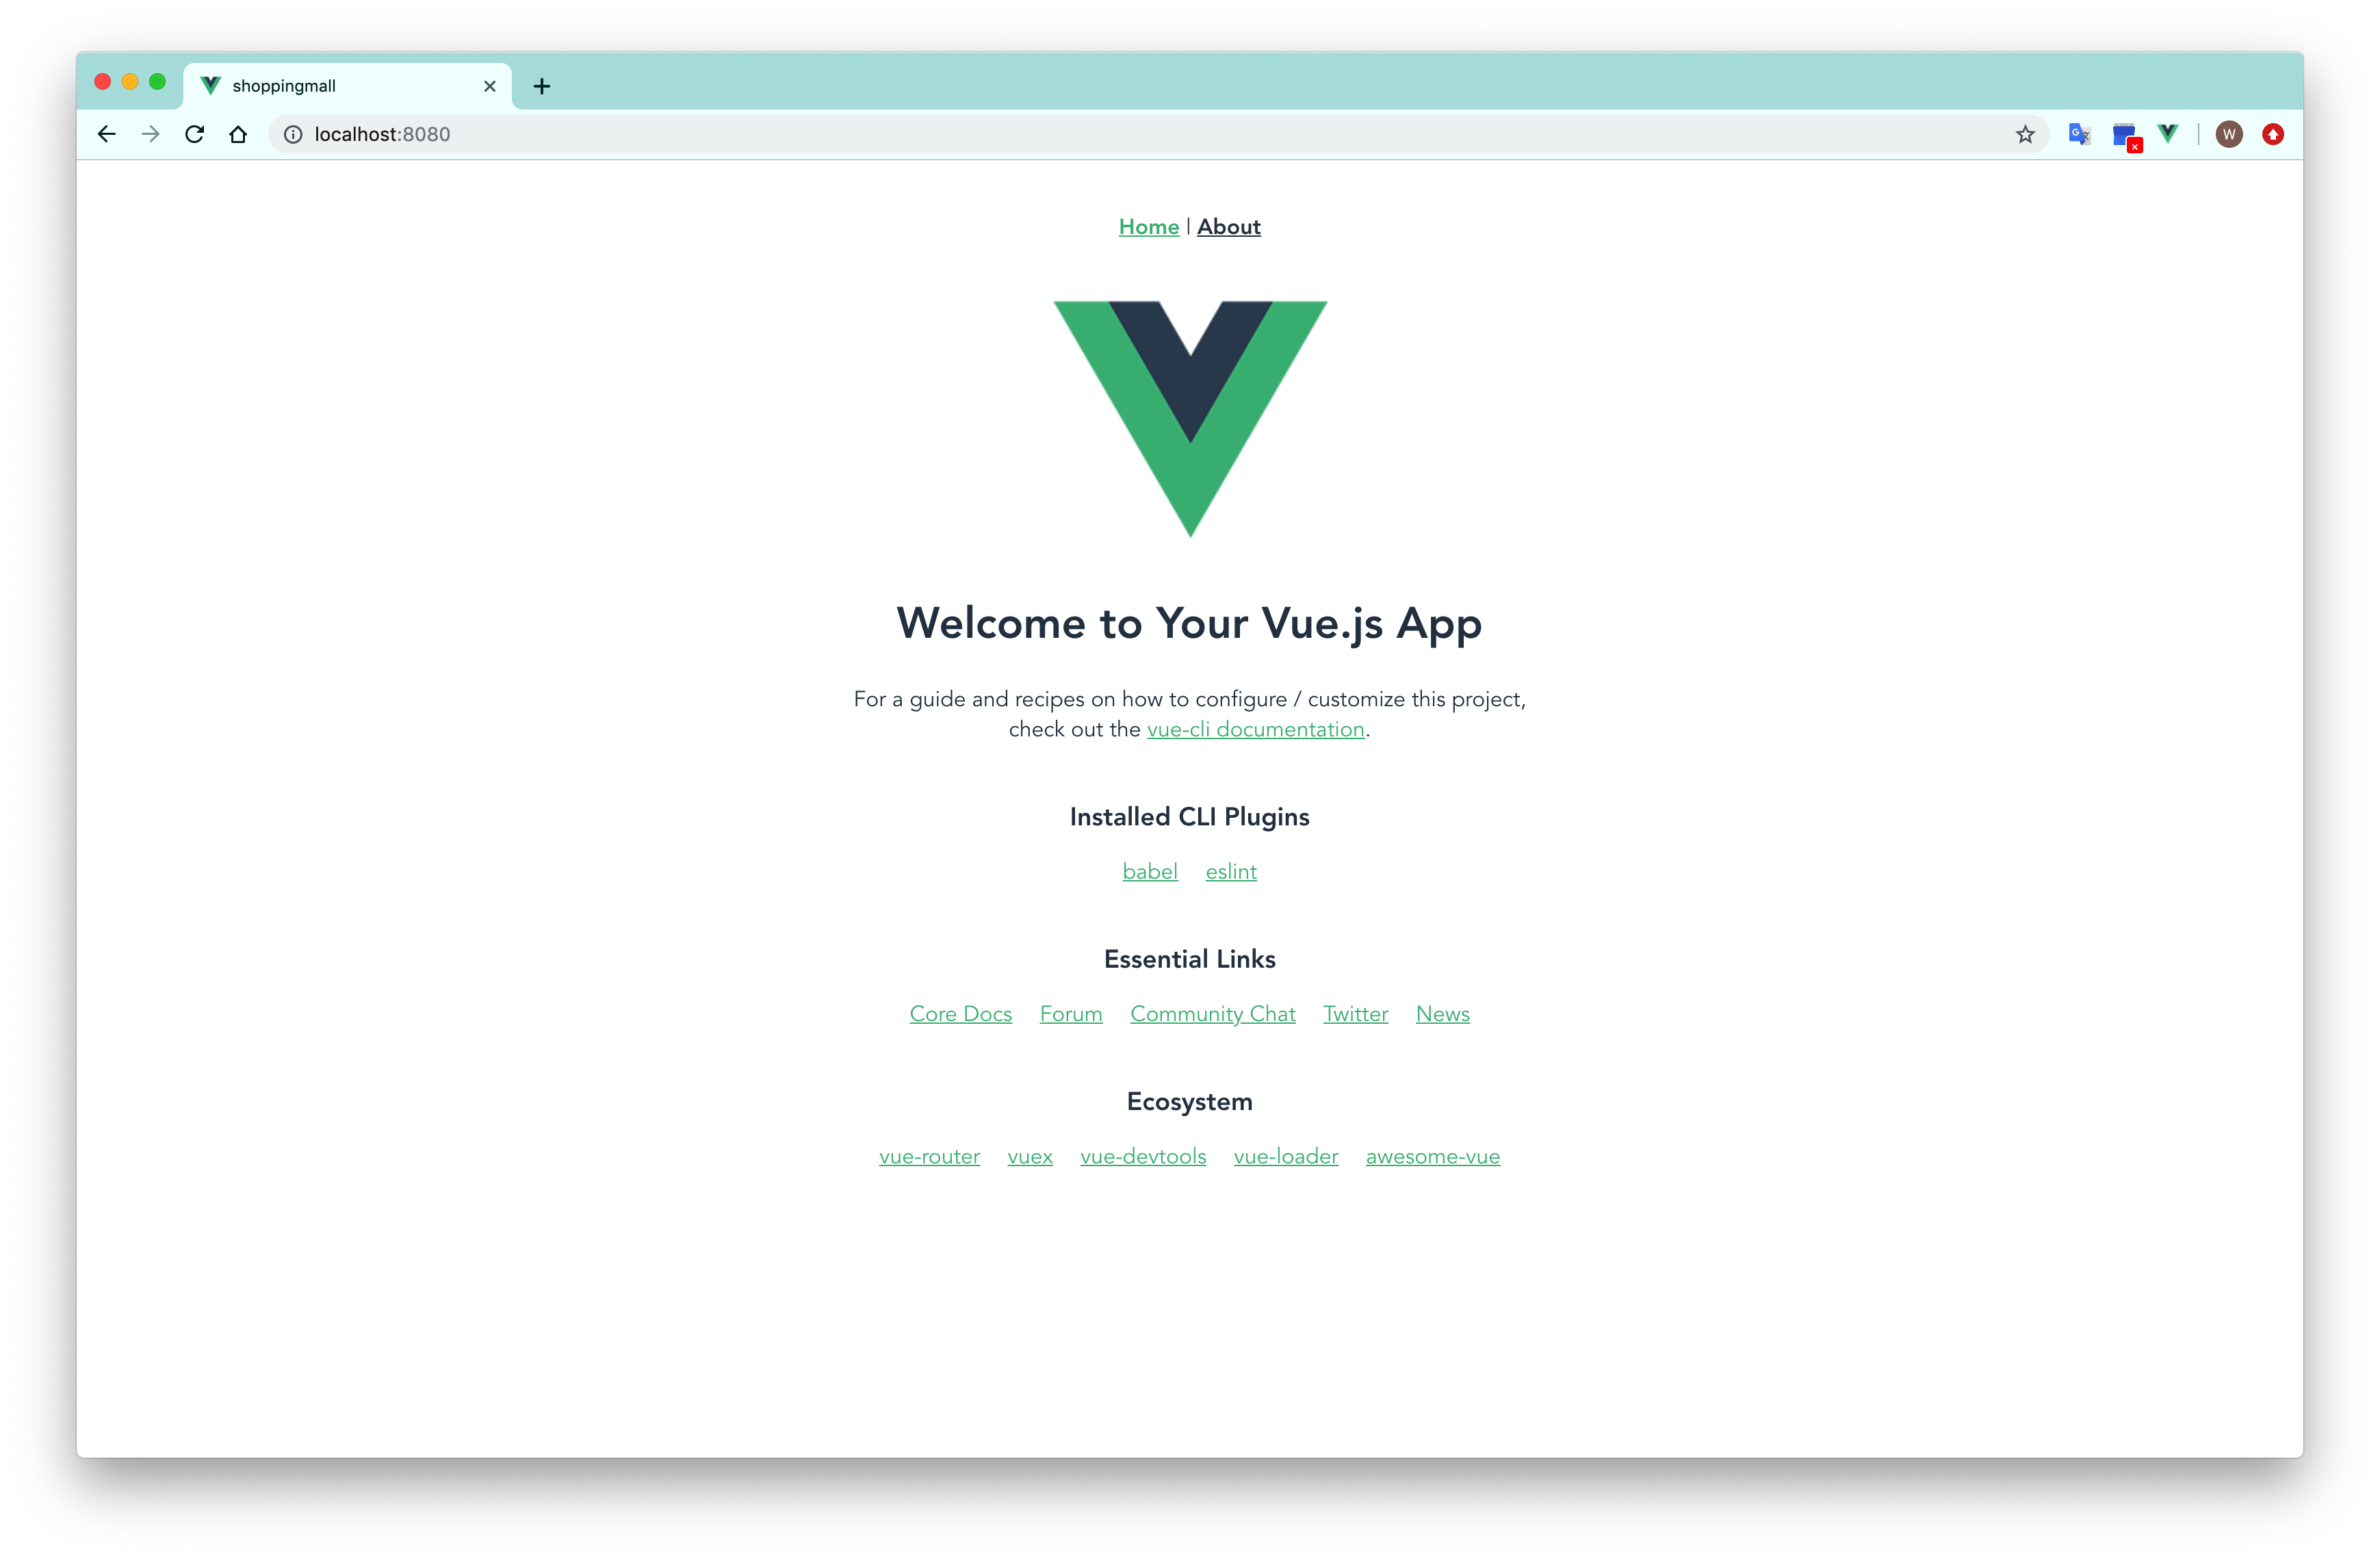 shoppingmall
localhost:8080
W
Home | About
Welcome to Your Vue.js App
For a guide and recipes on how to configure / customize this project,
check out the vue-cli documentation.
Installed CLI Plugins
babel eslint
Essential Links
Core Docs Forum Community Chat Twitter News
Ecosystem
vue-router vuex vue-devtools vue-loader awesome-vue